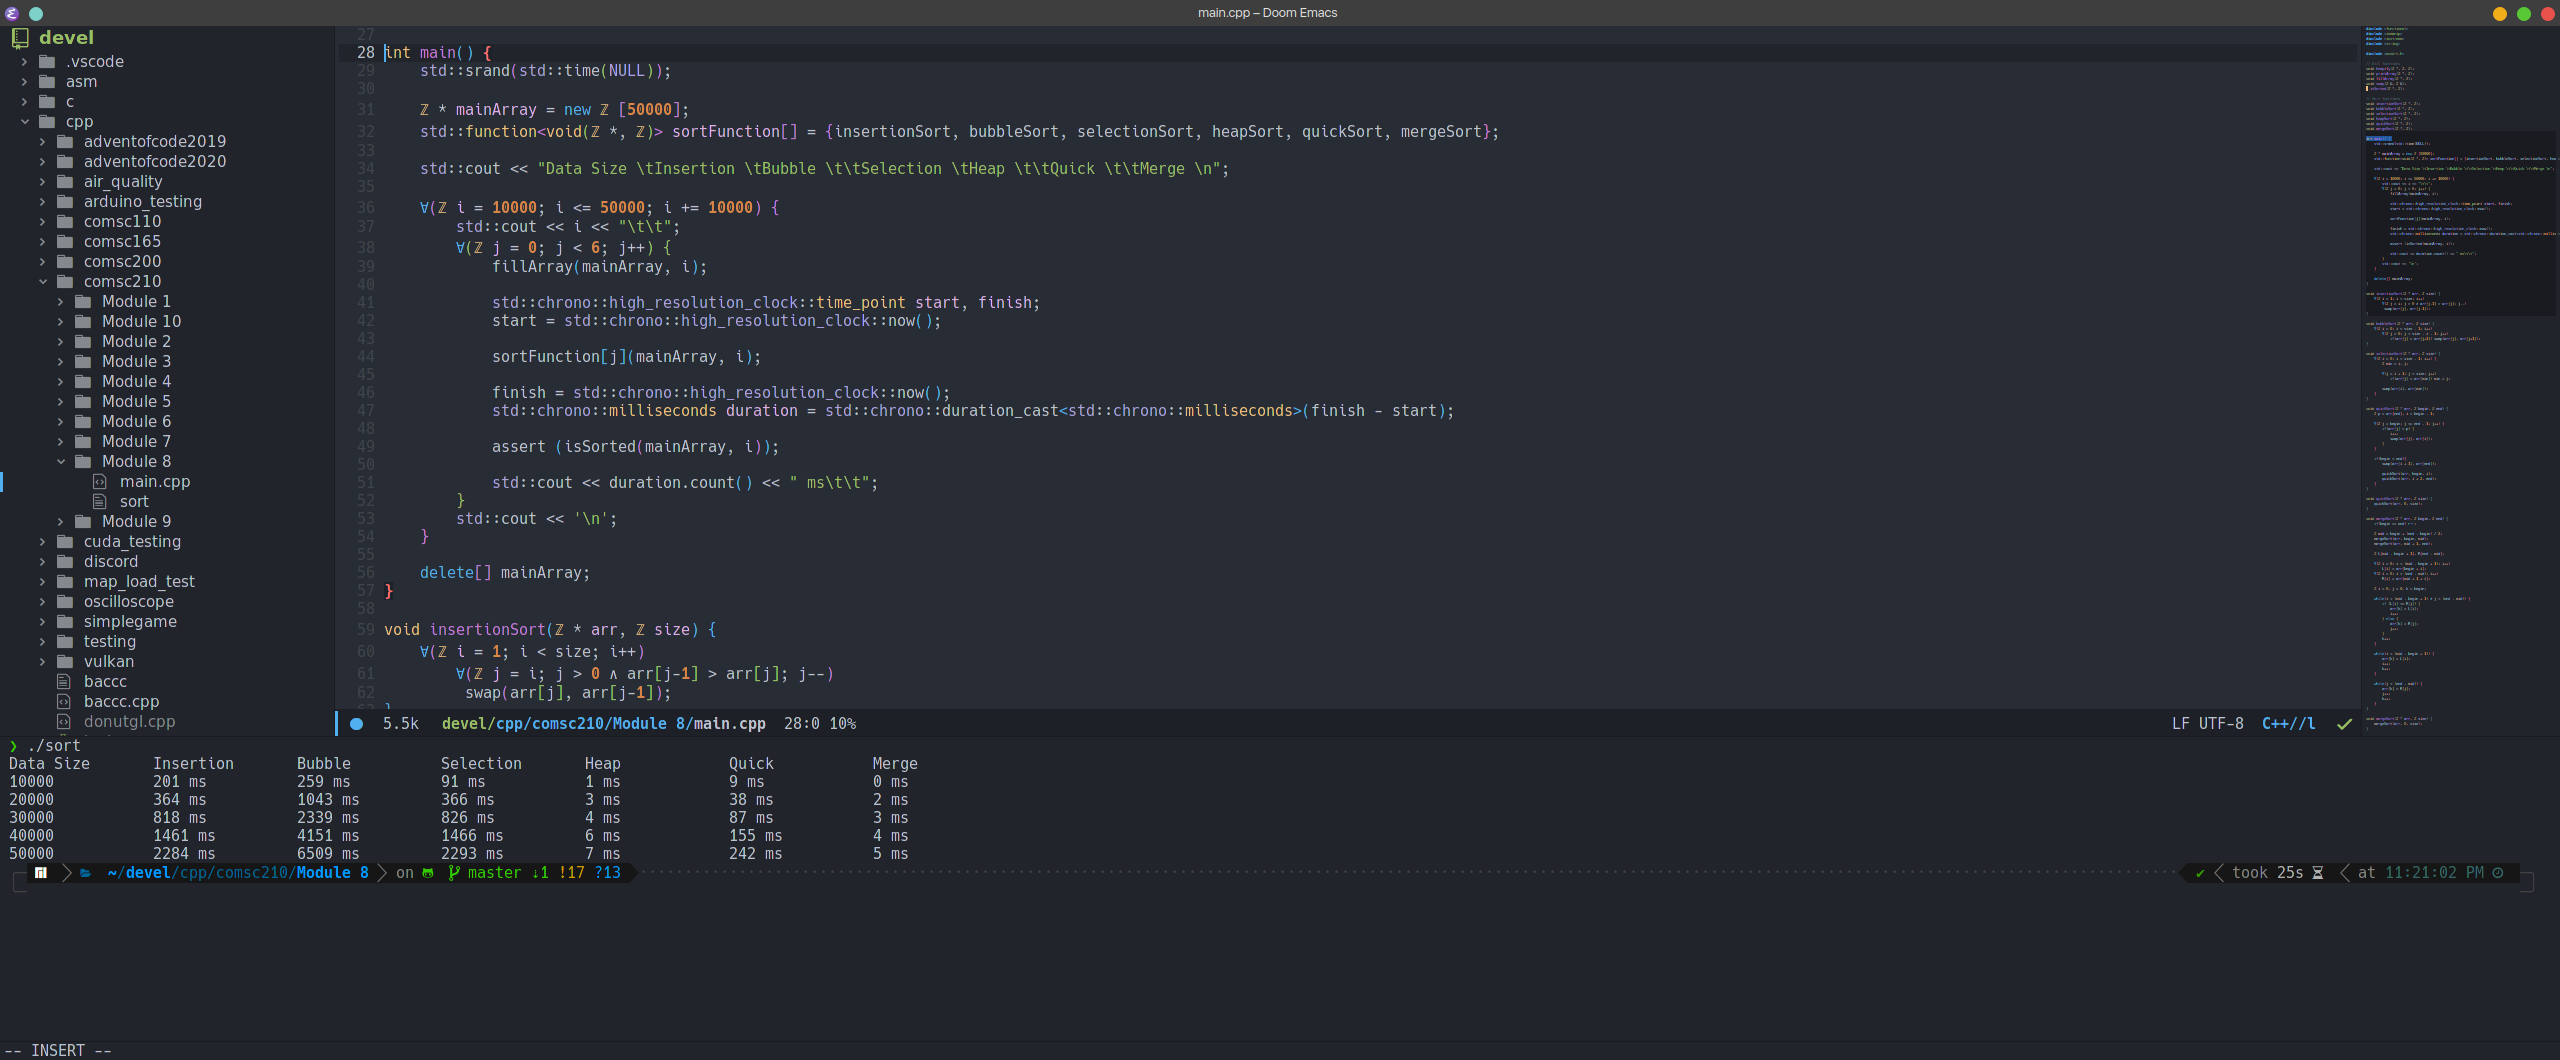 main.cpp – Doom Emacs
devel
.vscode
asm
c
cpp
adventofcode2019
adventofcode2020
air_quality
arduino_testing
comsc110
comsc165
comsc200
comsc210
Module 1
Module 10
Module 2
Module 3
Module 4
Module 5
Module 6
Module 7
Module 8
main.cpp
sort
Module 9
cuda_testing
discord
map_load_test
oscilloscope
simplegame
testing
vulkan
baccc
baccc.cpp
donutgl.cpp
27
28 int main() {
29 std::srand(std::time(NULL));
30
31 ℤ * mainArray = new ℤ [50000];
32 std::function<void(ℤ *, ℤ)> sortFunction[] = {insertionSort, bubbleSort, selectionSort, heapSort, quickSort, mergeSort};
33
34 std::cout << "Data Size \tInsertion \tBubble \t\tSelection \tHeap \t\tQuick \t\tMerge \n";
35
36 ∀(ℤ i = 10000; i <= 50000; i += 10000) {
37 std::cout << i << "\t\t";
38 ∀(ℤ j = 0; j < 6; j++) {
39 fillArray(mainArray, i);
40
41 std::chrono::high_resolution_clock::time_point start, finish;
42 start = std::chrono::high_resolution_clock::now();
43
44 sortFunction[j](mainArray, i);
45
46 finish = std::chrono::high_resolution_clock::now();
47 std::chrono::milliseconds duration = std::chrono::duration_cast<std::chrono::milliseconds>(finish - start);
48
49 assert (isSorted(mainArray, i));
50
51 std::cout << duration.count() << " ms\t\t";
52 }
53 std::cout << '\n';
54 }
55
56 delete[] mainArray;
57 }
58
59 void insertionSort(ℤ * arr, ℤ size) {
60 ∀(ℤ i = 1; i < size; i++)
61 ∀(ℤ j = i; j > 0 ∧ arr[j-1] > arr[j]; j--)
62 swap(arr[j], arr[j-1]);
63 }
5.5k devel/cpp/comsc210/Module 8/main.cpp 28:0 10% LF UTF-8 C++//l
❯ ./sort
Data Size Insertion Bubble Selection Heap Quick Merge
10000 201 ms 259 ms 91 ms 1 ms 9 ms 0 ms
20000 364 ms 1043 ms 366 ms 3 ms 38 ms 2 ms
30000 818 ms 2339 ms 826 ms 4 ms 87 ms 3 ms
40000 1461 ms 4151 ms 1466 ms 6 ms 155 ms 4 ms
50000 2284 ms 6509 ms 2293 ms 7 ms 242 ms 5 ms
~/devel/cpp/comsc210/Module 8 on master ⇣1 !17 ?13 ✔ took 25s at 11:21:02 PM
-- INSERT --